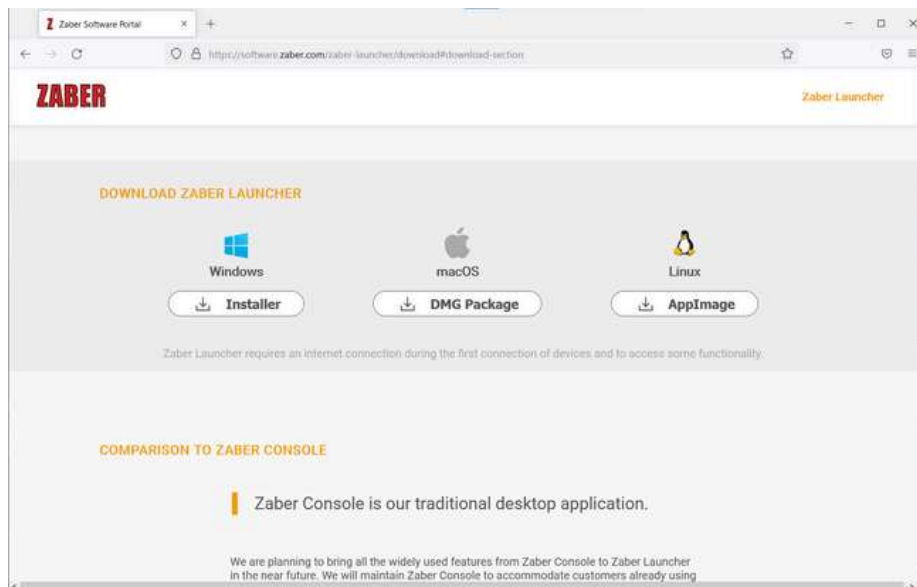 Zaber Software Portal
https://software.zaber.com/zaber-launcher/download#download-section
ZABER
Zaber Launcher
DOWNLOAD ZABER LAUNCHER
Windows
macOS
Linux
Installer
DMG Package
AppImage
Zaber Launcher requires an internet connection during the first connection of devices and to access some functionality.
COMPARISON TO ZABER CONSOLE
Zaber Console is our traditional desktop application.
We are planning to bring all the widely used features from Zaber Console to Zaber Launcher
in the near future. We will maintain Zaber Console to accommodate customers already using